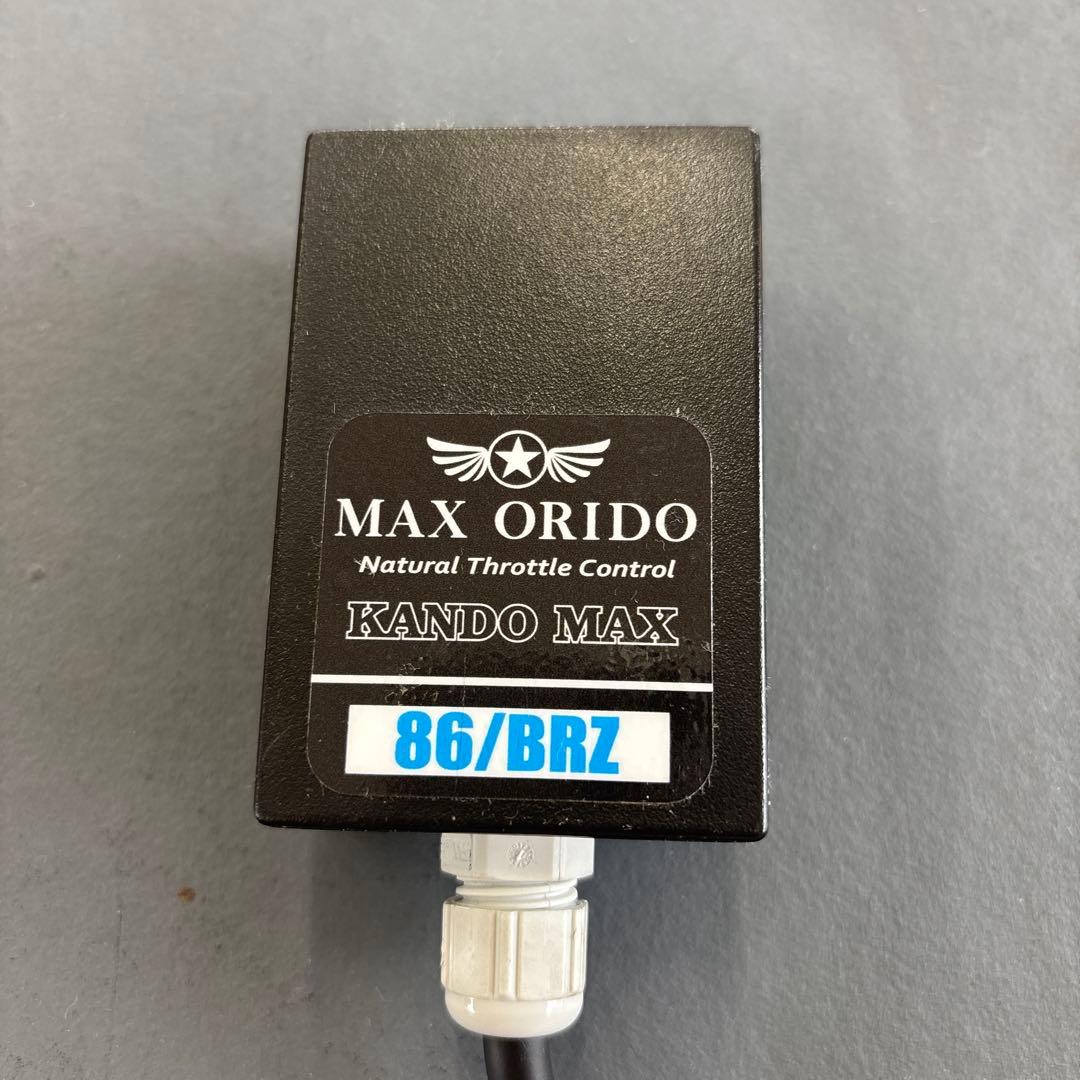 MAX ORIDO
Natural Throttle Control
KANDO MAX
86/BRZ